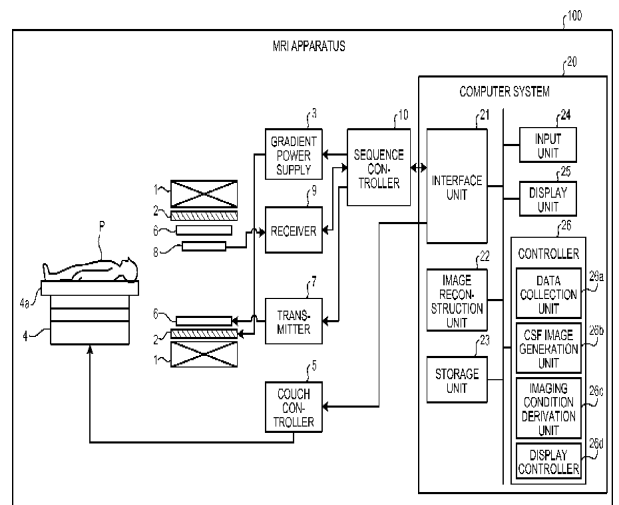 100
MRI APPARATUS
20
COMPUTER SYSTEM
3
GRADIENT
POWER
SUPPLY
10
SEQUENCE
CON-
TROLLER
21
INTERFACE
UNIT
24
INPUT
UNIT
25
DISPLAY
UNIT
1
2
6
8
9
RECEIVER
P
4a
4
6
2
1
7
TRANS-
MITTER
5
COUCH
CON-
TROLLER
22
IMAGE
RECON-
STRUCTION
UNIT
23
STORAGE
UNIT
26
CONTROLLER
26a
DATA
COLLECTION
UNIT
26b
CSF IMAGE
GENERATION
UNIT
26c
IMAGING
CONDITION
DERIVATION
UNIT
26d
DISPLAY
CONTROLLER